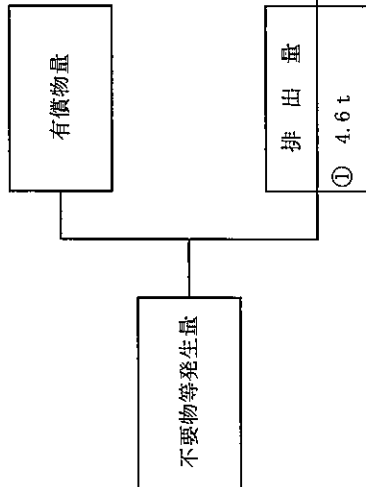 有償物量
不要物等発生量
排出量
① 4.6 t